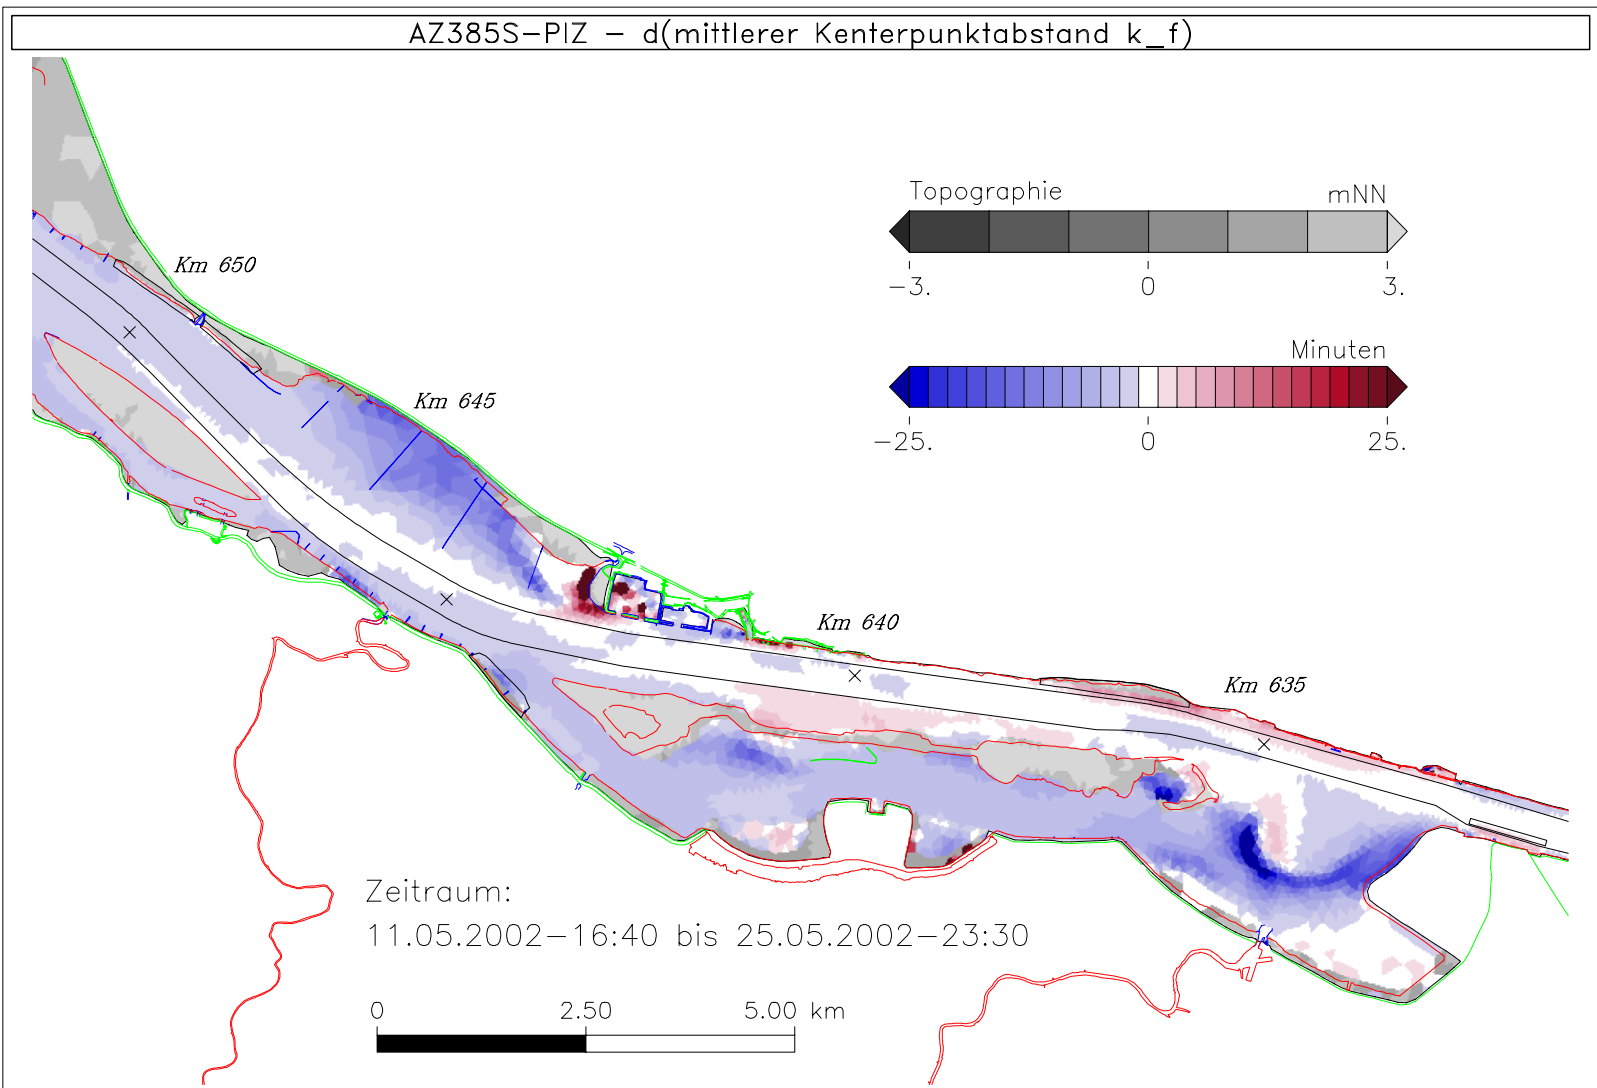 AZ385S-PIZ - d(mittlerer Kenterpunktabstand k_f)
Topographie mNN
-3. 0 3.
Km 650
Minuten
-25. 0 25.
Km 645
Km 640
Km 635
Zeitraum:
11.05.2002-16:40 bis 25.05.2002-23:30
0 2.50 5.00 km